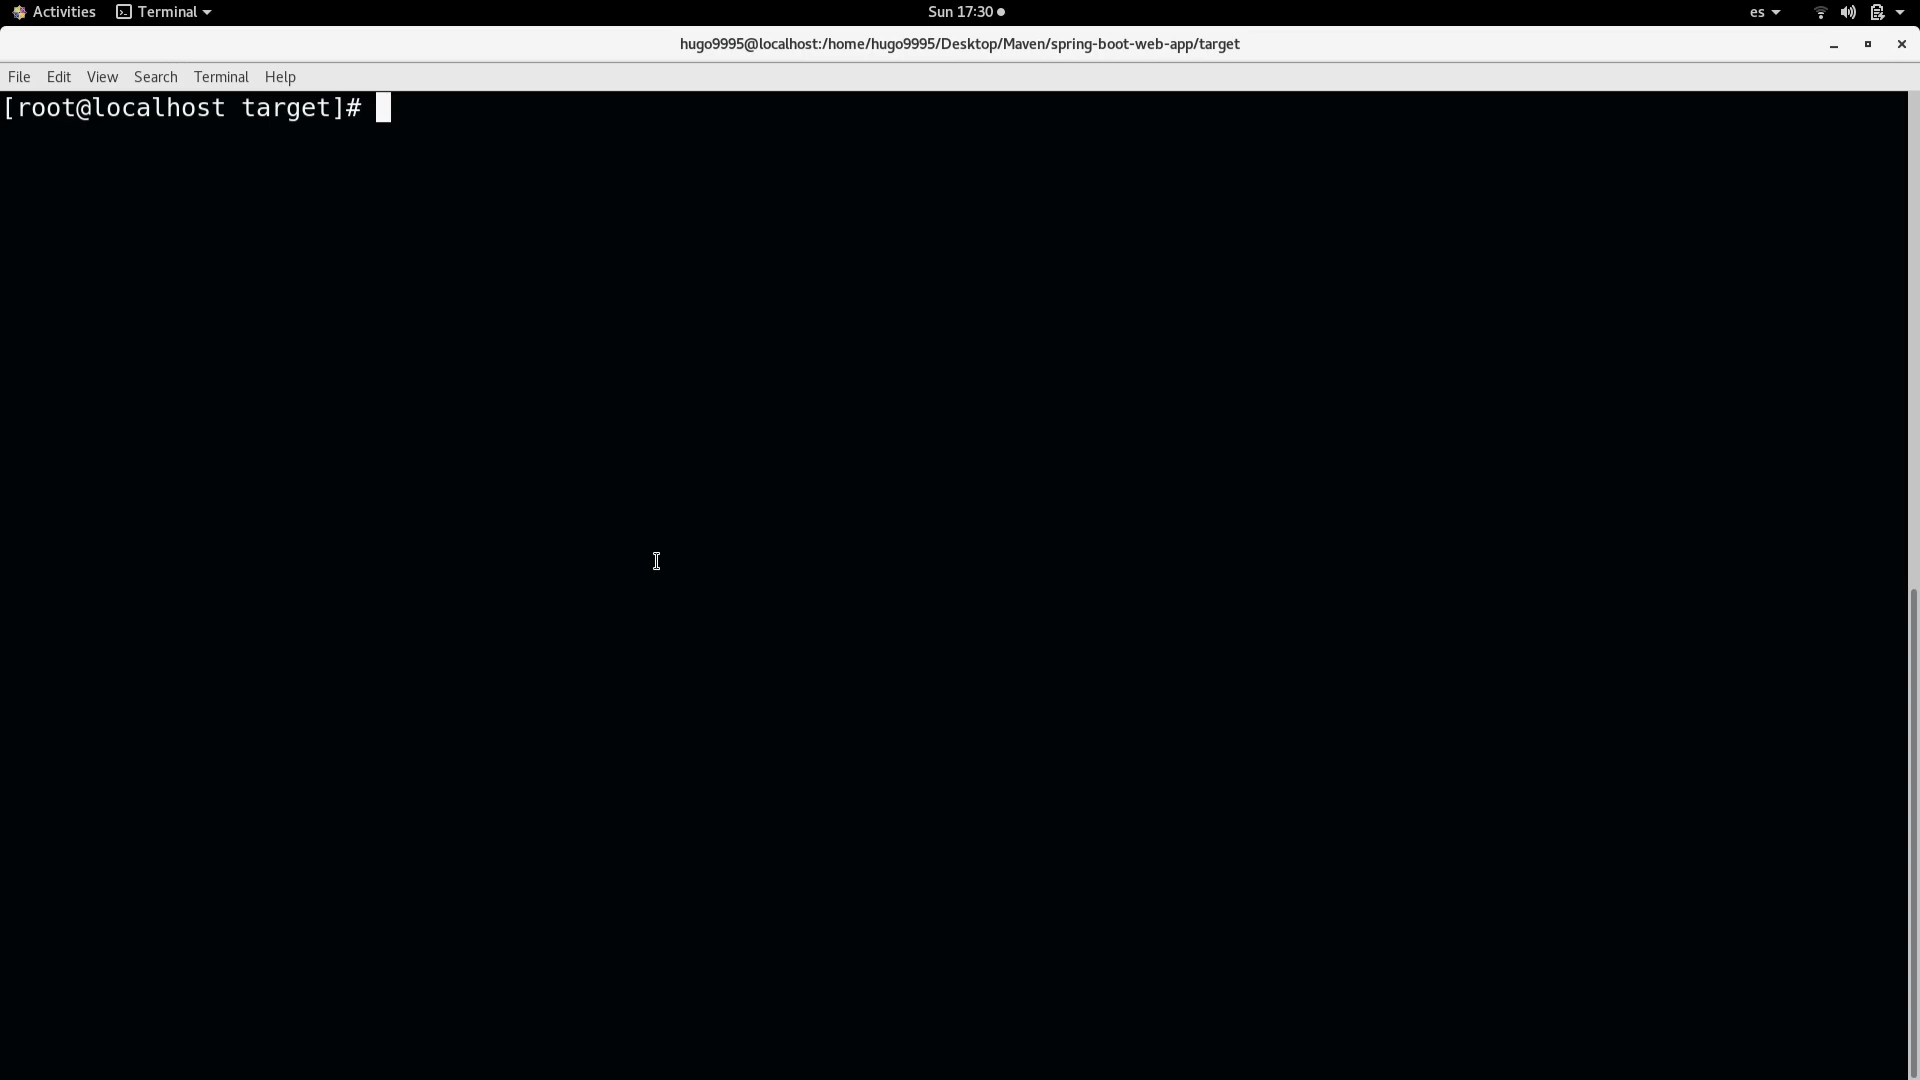 Activities Terminal Sun 17:30 es
hugo9995@localhost:/home/hugo9995/Desktop/Maven/spring-boot-web-app/target
File Edit View Search Terminal Help
[root@localhost target]#